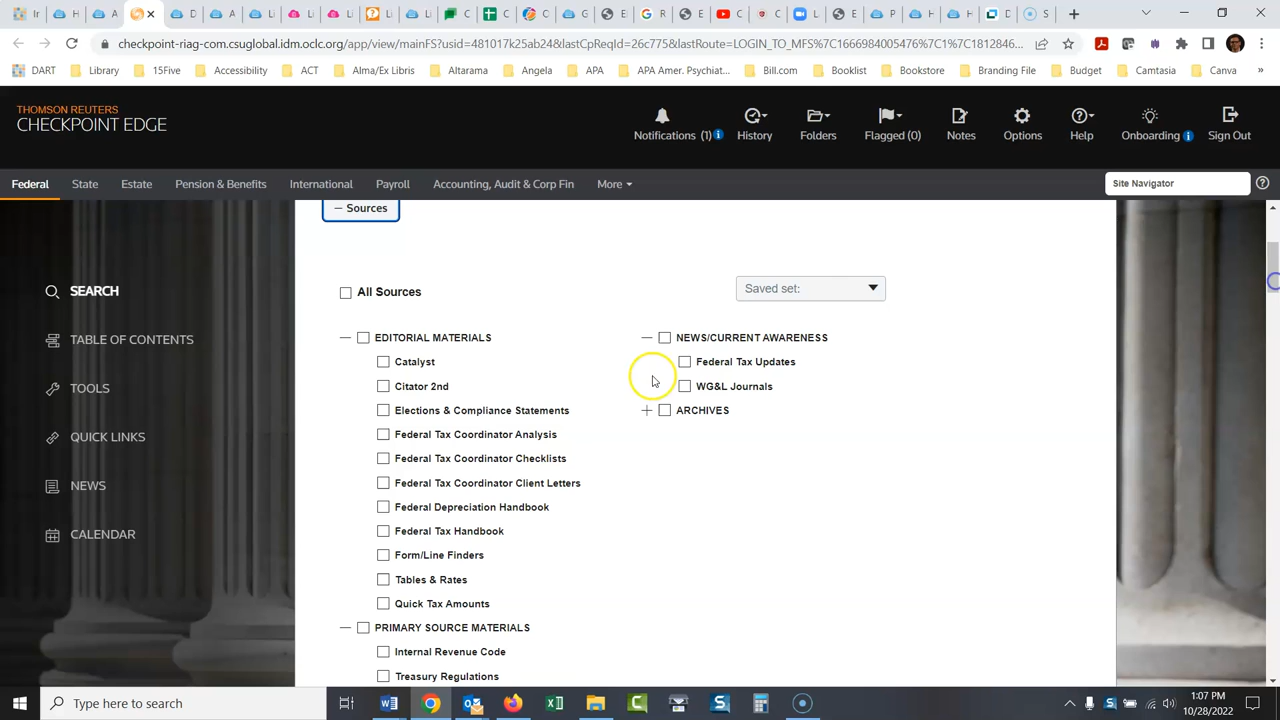 Ir
H
A
S
D
A
Li
Li
Li
Li
Li
G
E
R
E
Y
C
C
L
E
P
H
H
D
S
checkpoint-riag-com.csuglobal.idm.oclc.org/app/view/mainFS?usid=481017k25ab24&lastCpReqId=26c775&lastRoute=LOGIN_TO_MFS%7C1666984005476%7C1%7C1812846...
DART Library 15Five Accessibility ACT Alma/Ex Libris Altarama Angela APA APA Amer. Psychiat... Bill.com Booklist Bookstore Branding File Budget Camtasia Canva »
THOMSON REUTERS
CHECKPOINT EDGE
Notifications (1) History Folders Flagged (0) Notes Options Help Onboarding Sign Out
Federal State Estate Pension & Benefits International Payroll Accounting, Audit & Corp Fin More Site Navigator
− Sources
SEARCH
TABLE OF CONTENTS
TOOLS
QUICK LINKS
NEWS
CALENDAR
All Sources
Saved set:
EDITORIAL MATERIALS
Catalyst
Citator 2nd
Elections & Compliance Statements
Federal Tax Coordinator Analysis
Federal Tax Coordinator Checklists
Federal Tax Coordinator Client Letters
Federal Depreciation Handbook
Federal Tax Handbook
Form/Line Finders
Tables & Rates
Quick Tax Amounts
PRIMARY SOURCE MATERIALS
Internal Revenue Code
Treasury Regulations
NEWS/CURRENT AWARENESS
Federal Tax Updates
WG&L Journals
ARCHIVES
Type here to search
1:07 PM
10/28/2022